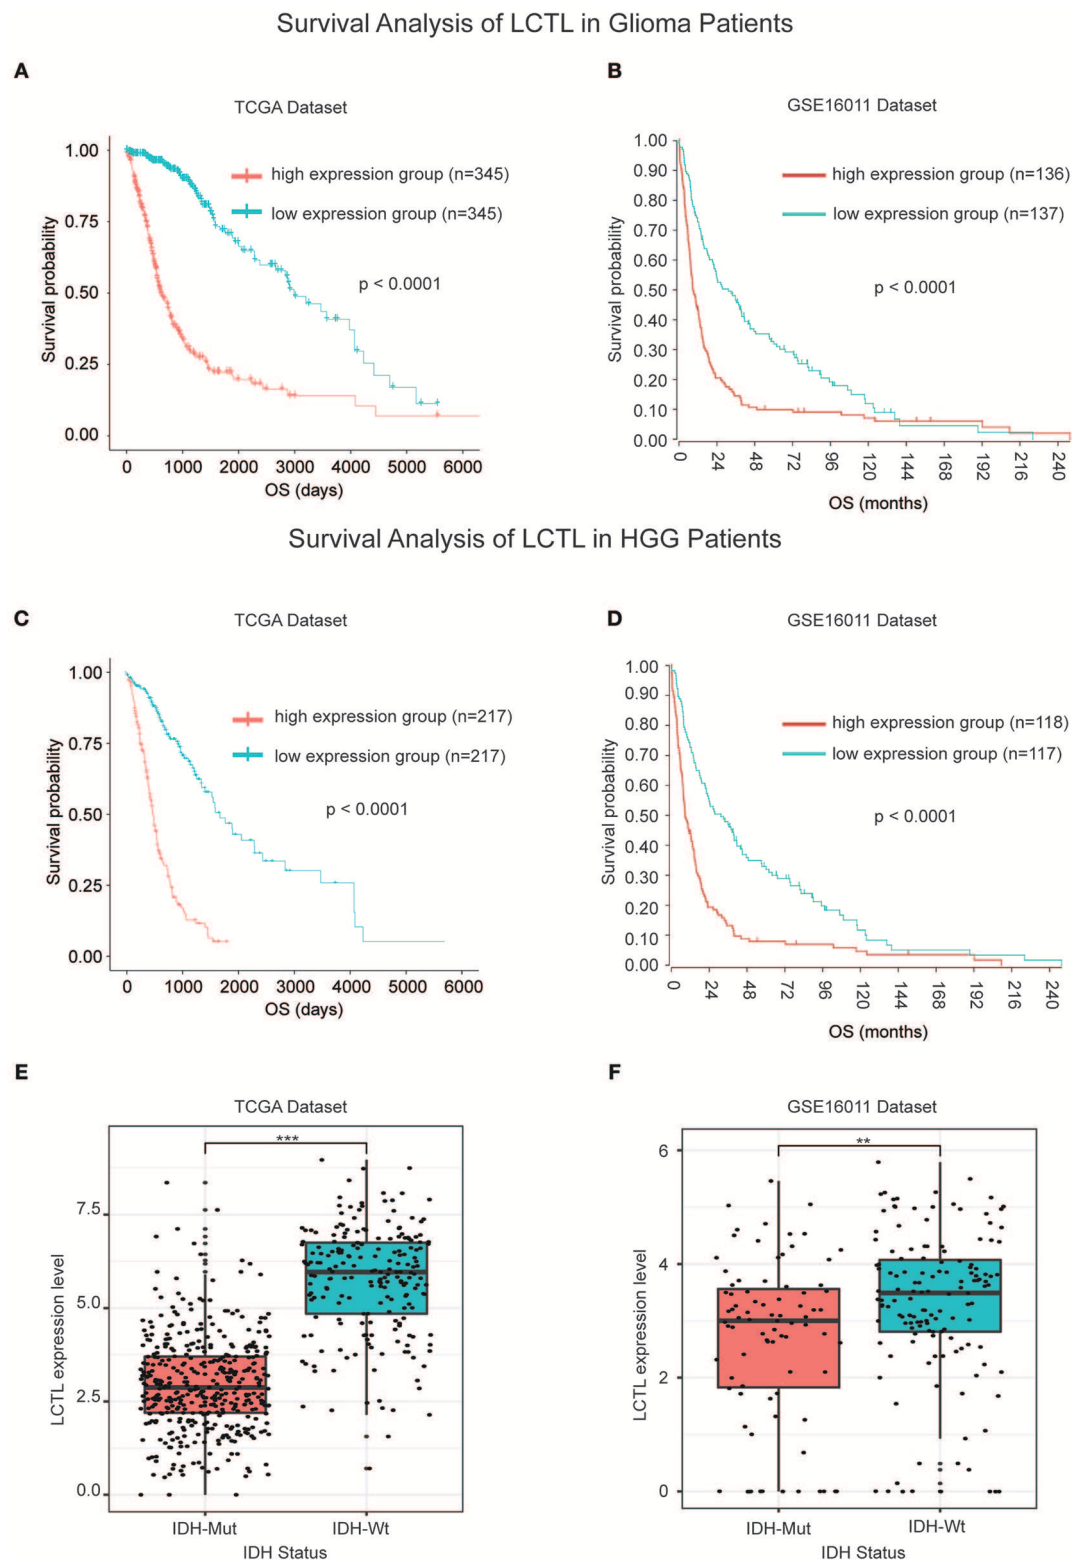 Survival Analysis of LCTL in Glioma Patients
A
B
TCGA Dataset
GSE16011 Dataset
Survival probability
1.00
0.75
0.50
0.25
0.00
high expression group (n=345)
low expression group (n=345)
p < 0.0001
0 1000 2000 3000 4000 5000 6000
OS (days)
Survival probability
1.00
0.90
0.80
0.70
0.60
0.50
0.40
0.30
0.20
0.10
0.00
high expression group (n=136)
low expression group (n=137)
p < 0.0001
0 24 48 72 96 120 144 168 192 216 240
OS (months)
Survival Analysis of LCTL in HGG Patients
C
D
TCGA Dataset
GSE16011 Dataset
Survival probability
1.00
0.75
0.50
0.25
0.00
high expression group (n=217)
low expression group (n=217)
p < 0.0001
0 1000 2000 3000 4000 5000 6000
OS (days)
Survival probability
1.00
0.90
0.80
0.70
0.60
0.50
0.40
0.30
0.20
0.10
0.00
high expression group (n=118)
low expression group (n=117)
p < 0.0001
0 24 48 72 96 120 144 168 192 216 240
OS (months)
E
F
TCGA Dataset
GSE16011 Dataset
***
LCTL expression level
7.5
5.0
2.5
0.0
IDH-Mut IDH-Wt
IDH Status
**
LCTL expression level
6
4
2
0
IDH-Mut IDH-Wt
IDH Status